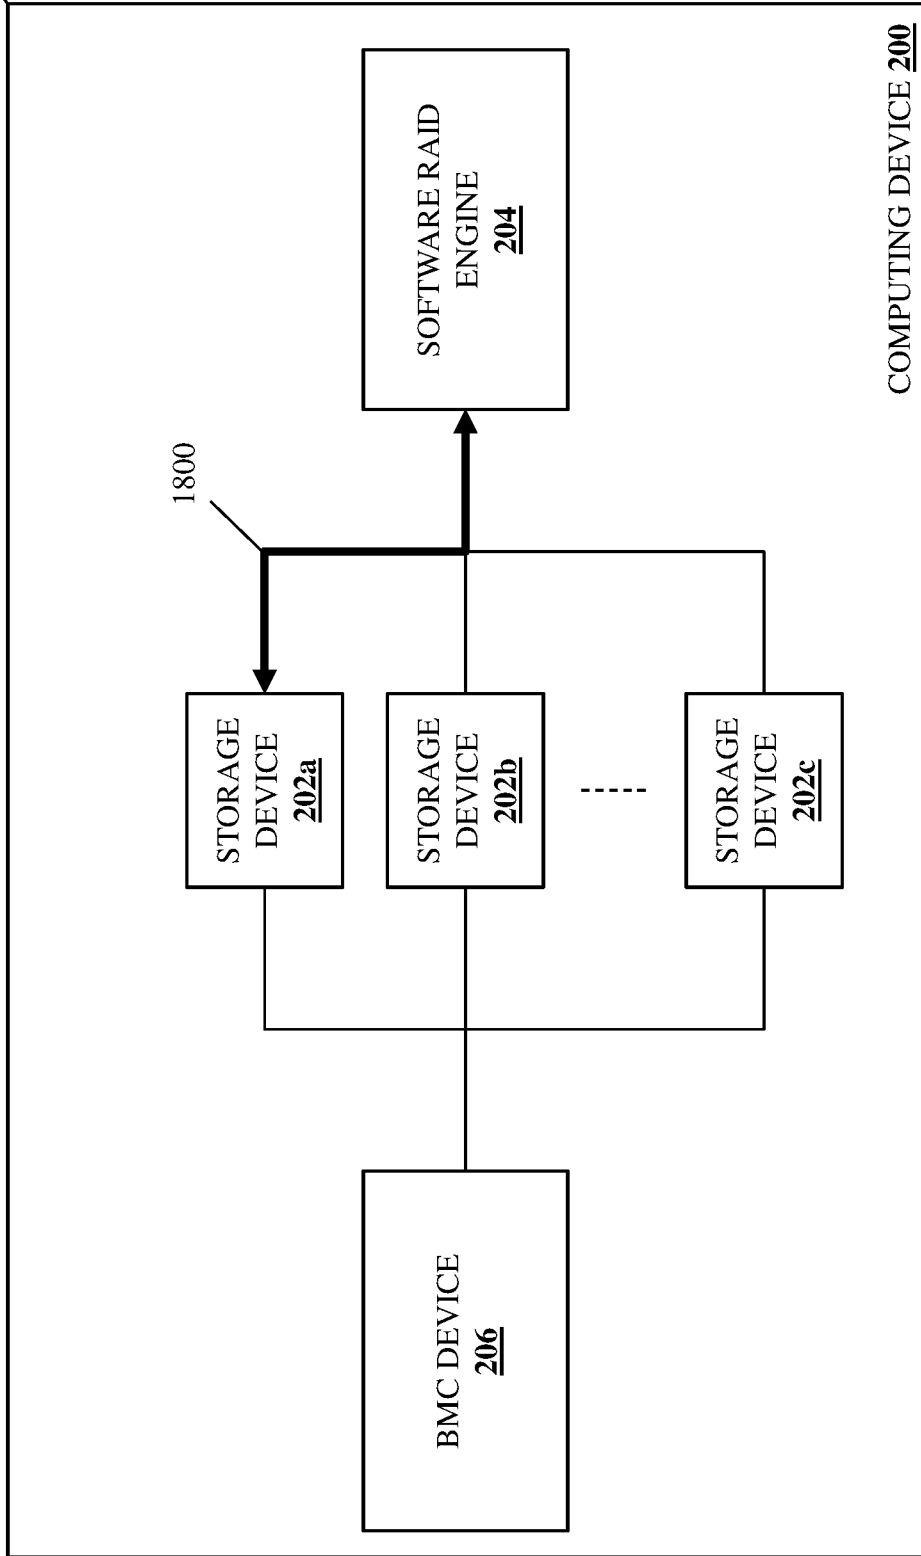 BMC DEVICE
206
STORAGE
DEVICE
202a
STORAGE
DEVICE
202b
STORAGE
DEVICE
202c
1800
SOFTWARE RAID
ENGINE
204
COMPUTING DEVICE 200